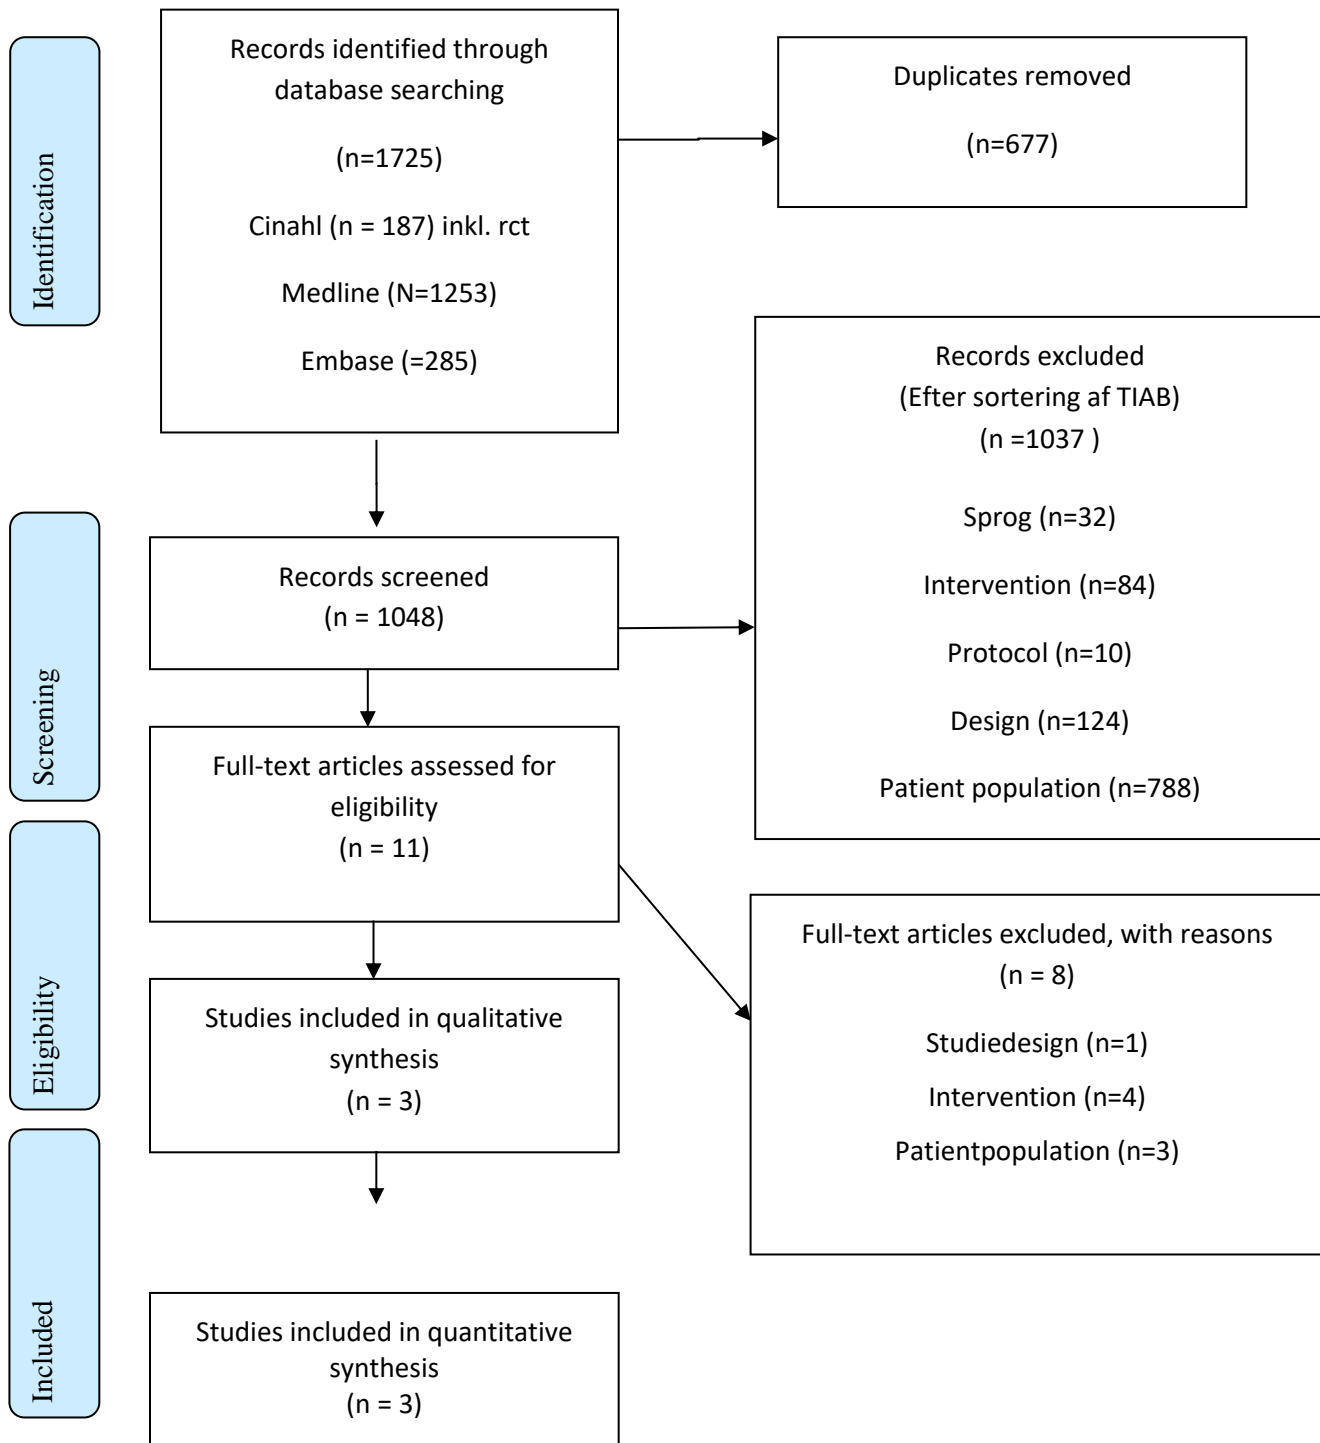 Identification
Records identified through
database searching
(n=1725)
Cinahl (n = 187) inkl. rct
Medline (N=1253)
Embase (=285)
Duplicates removed
(n=677)
Records excluded
(Efter sortering af TIAB)
(n =1037 )
Sprog (n=32)
Intervention (n=84)
Protocol (n=10)
Design (n=124)
Patient population (n=788)
Screening
Records screened
(n = 1048)
Full-text articles assessed for
eligibility
(n = 11)
Full-text articles excluded, with reasons
(n = 8)
Studiedesign (n=1)
Intervention (n=4)
Patientpopulation (n=3)
Eligibility
Studies included in qualitative
synthesis
(n = 3)
Included
Studies included in quantitative
synthesis
(n = 3)